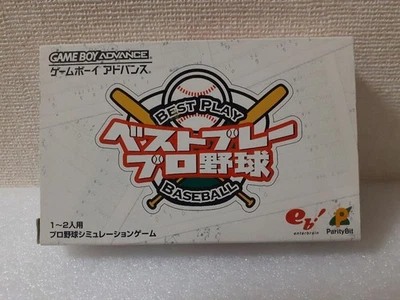 GAME BOY ADVANCE
ゲームボーイ アドバンス
BEST PLAY
ベストプレー
プロ野球
BASEBALL
1〜2人用
プロ野球シミュレーションゲーム
eb!
enterbrain
ParityBit